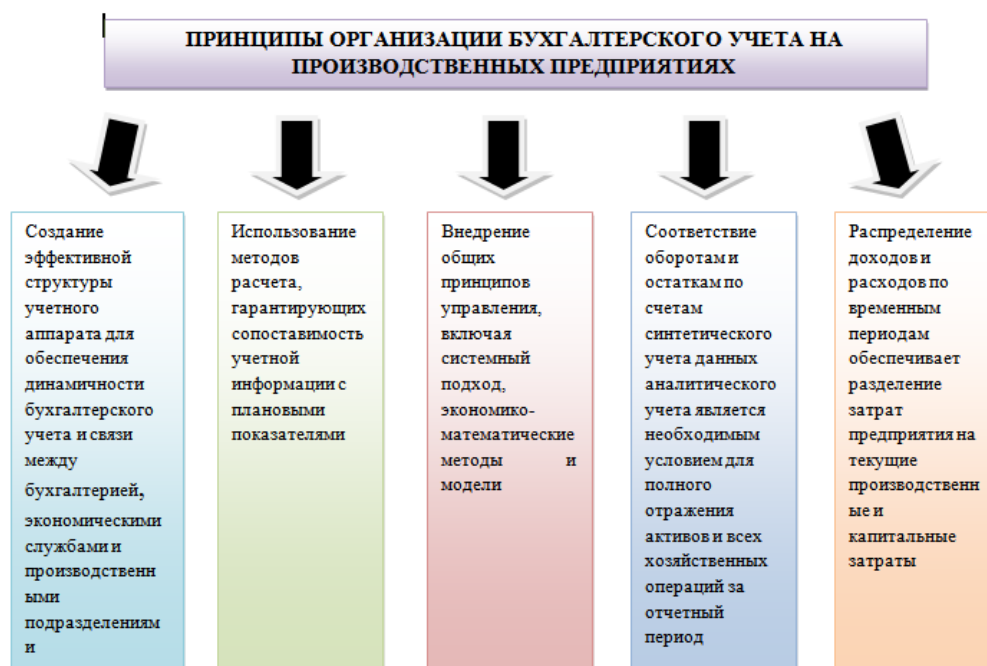 ПРИНЦИПЫ ОРГАНИЗАЦИИ БУХГАЛТЕРСКОГО УЧЕТА НА
ПРОИЗВОДСТВЕННЫХ ПРЕДПРИЯТИЯХ
Создание
эффективной
структуры
учетного
аппарата для
обеспечения
динамичности
бухгалтерского
учета и связи
между
бухгалтерией,
экономическими
службами и
производственн
ыми
подразделениям
и
Использование
методов
расчета,
гарантирующих
сопоставимость
учетной
информации с
плановыми
показателями
Внедрение
общих
принципов
управления,
включая
системный
подход,
экономико-
математические
методы и
модели
Соответствие
оборотам и
остаткам по
счетам
синтетического
учета данных
аналитического
учета является
необходимым
условием для
полного
отражения
активов и всех
хозяйственных
операций за
отчетный
период
Распределение
доходов и
расходов по
временным
периодам
обеспечивает
разделение
затрат
предприятия на
текущие
производственн
ые и
капитальные
затраты